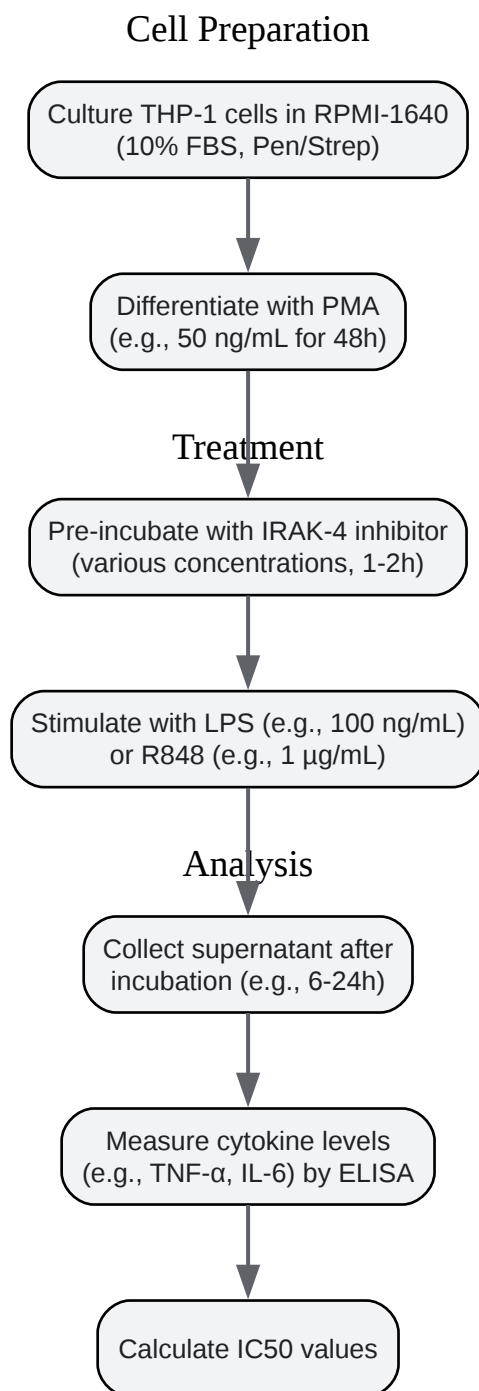 Cell Preparation
Culture THP-1 cells in RPMI-1640
(10% FBS, Pen/Strep)
Differentiate with PMA
(e.g., 50 ng/mL for 48h)
Treatment
Pre-incubate with IRAK-4 inhibitor
(various concentrations, 1-2h)
Stimulate with LPS (e.g., 100 ng/mL)
or R848 (e.g., 1 µg/mL)
Analysis
Collect supernatant after
incubation (e.g., 6-24h)
Measure cytokine levels
(e.g., TNF-α, IL-6) by ELISA
Calculate IC50 values